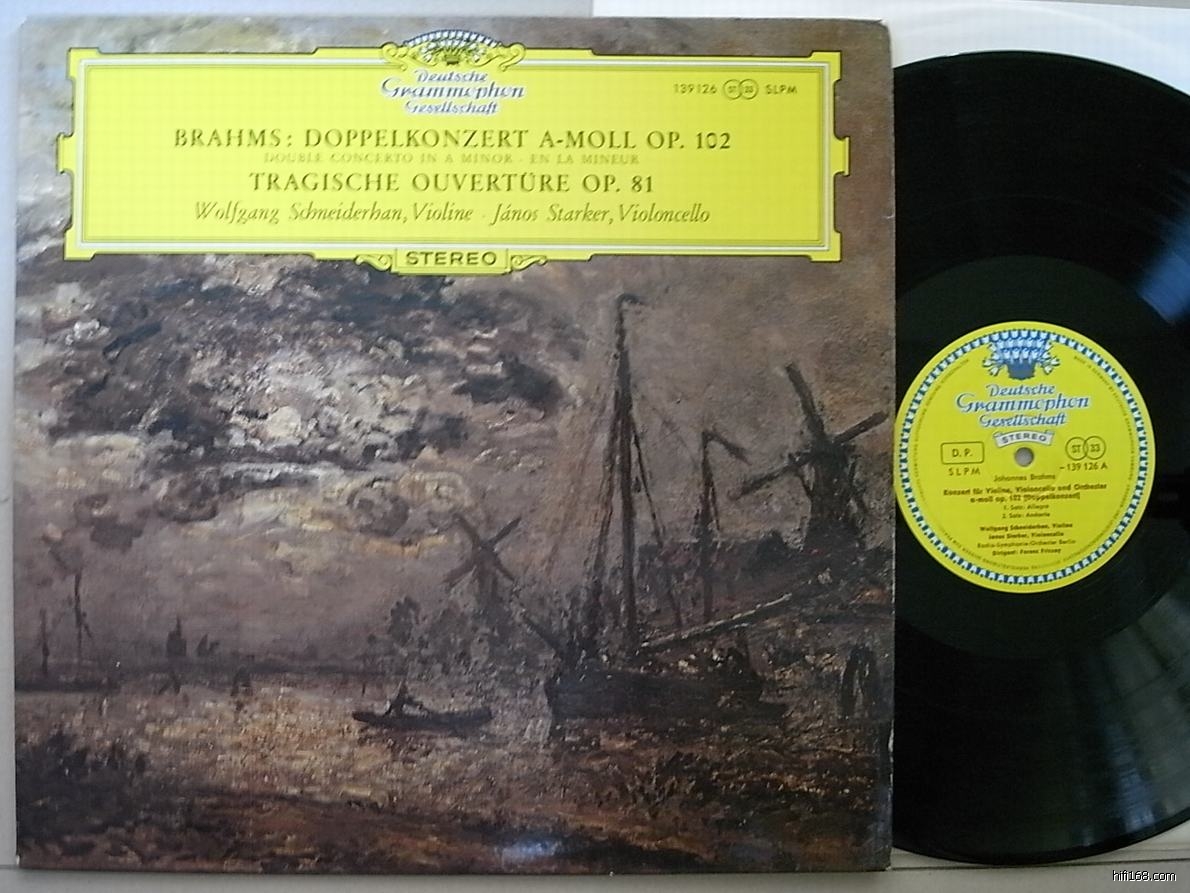 Deutsche
Grammophon
Gesellschaft
139 126 ST 33 SLPM
BRAHMS: DOPPELKONZERT A-MOLL OP. 102
DOUBLE CONCERTO IN A MINOR · EN LA MINEUR
TRAGISCHE OUVERTÜRE OP. 81
Wolfgang Schneiderhan, Violine · János Starker, Violoncello
STEREO
Deutsche
Grammophon
Gesellschaft
STEREO
D. P. ST 33
SLPM 139 126 A
Johannes Brahms
Konzert für Violine, Violoncello und Orchester
a-moll op. 102 (Doppelkonzert)
1. Satz: Allegro
2. Satz: Andante
Wolfgang Schneiderhan, Violine
Janos Starker, Violoncello
Radio-Symphonie-Orchester Berlin
Dirigent: Ferenc Fricsay
hifi168.com